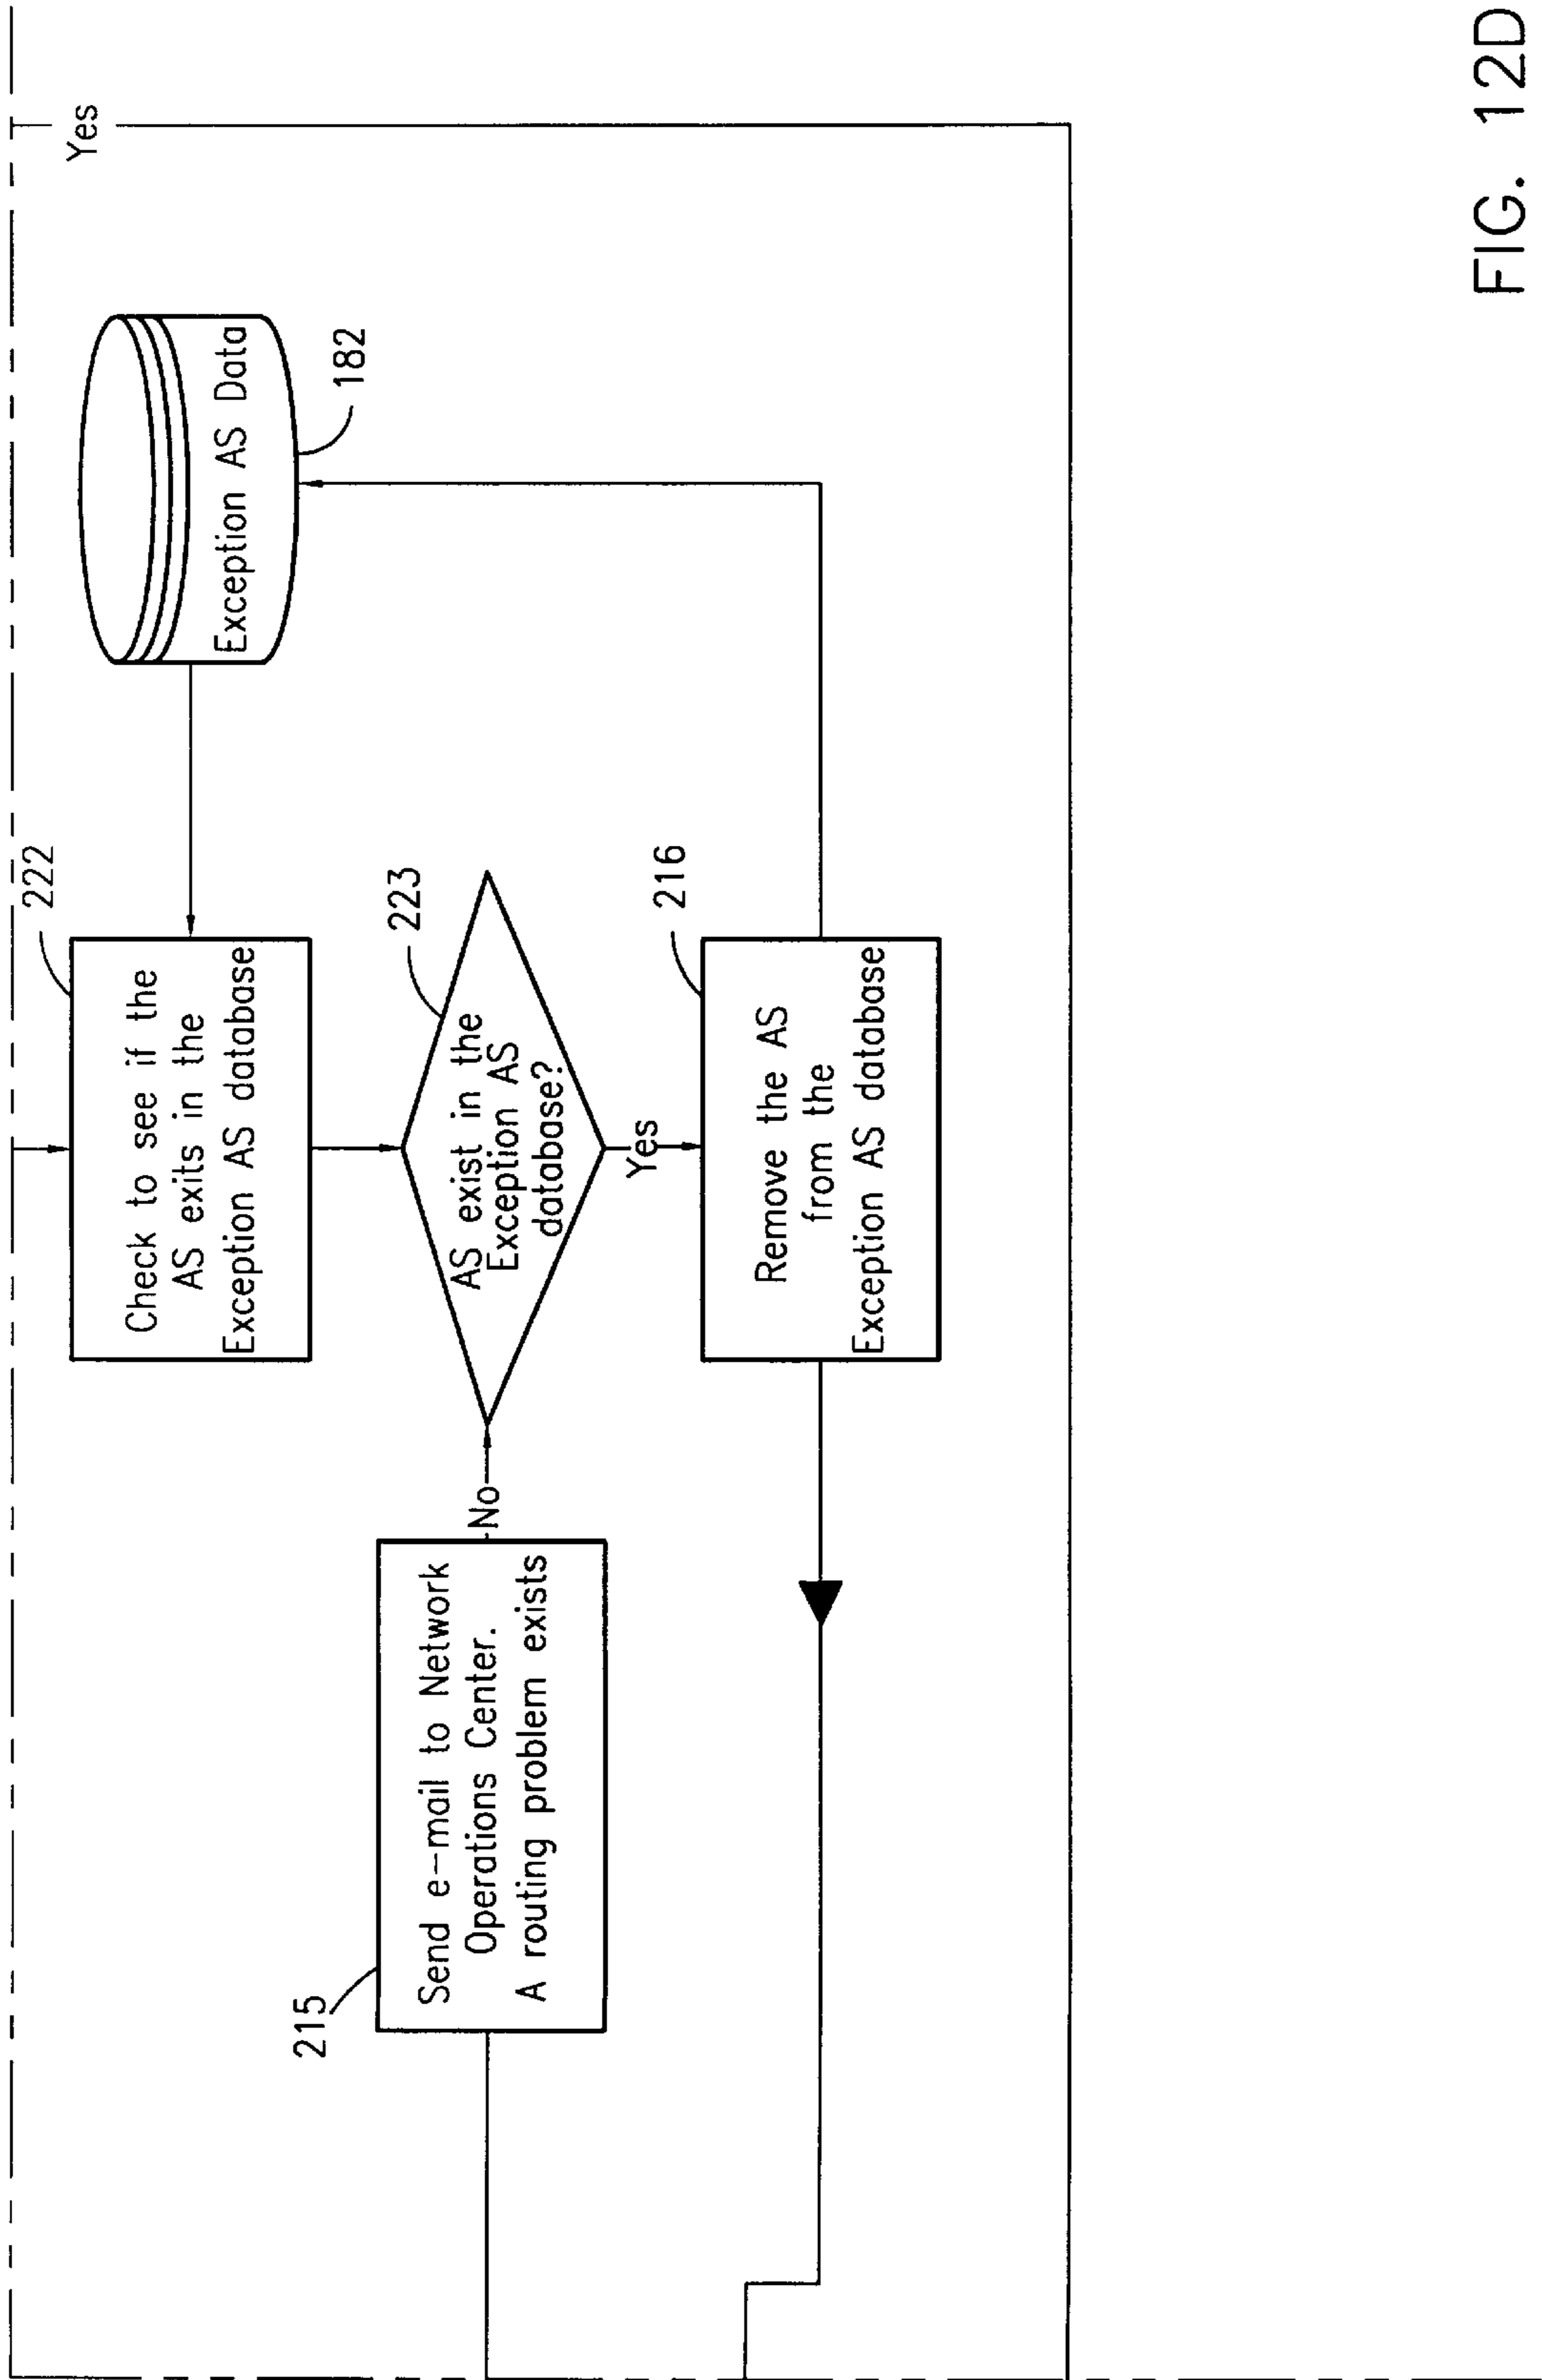 Yes
222
Check to see if the
AS exits in the
Exception AS database
Exception AS Data
182
223
AS exist in the
Exception AS
database?
No
215
Send e-mail to Network
Operations Center.
A routing problem exists
Yes
216
Remove the AS
from the
Exception AS database
FIG. 12D